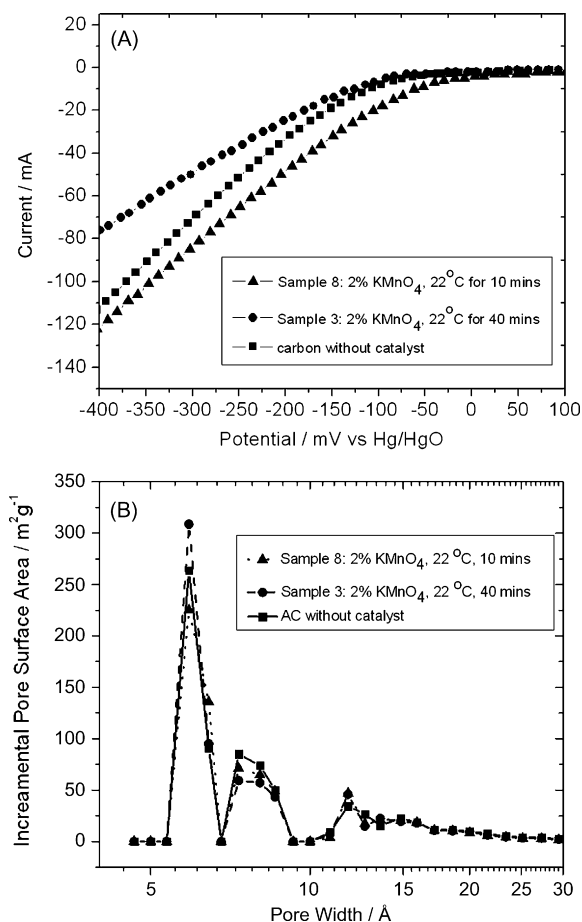 (A)
20
0
-20
-40
-60
-80
-100
-120
-140
Current / mA
Sample 8: 2% KMnO4, 22°C for 10 mins
Sample 3: 2% KMnO4, 22°C for 40 mins
carbon without catalyst
-400 -350 -300 -250 -200 -150 -100 -50 0 50 100
Potential / mV vs Hg/HgO
(B)
350
300
250
200
150
100
50
0
Increamental Pore Surface Area / m²g⁻¹
Sample 8: 2% KMnO4, 22 °C, 10 mins
Sample 3: 2% KMnO4, 22 °C, 40 mins
AC without catalyst
5 10 15 20 25 30
Pore Width / Å